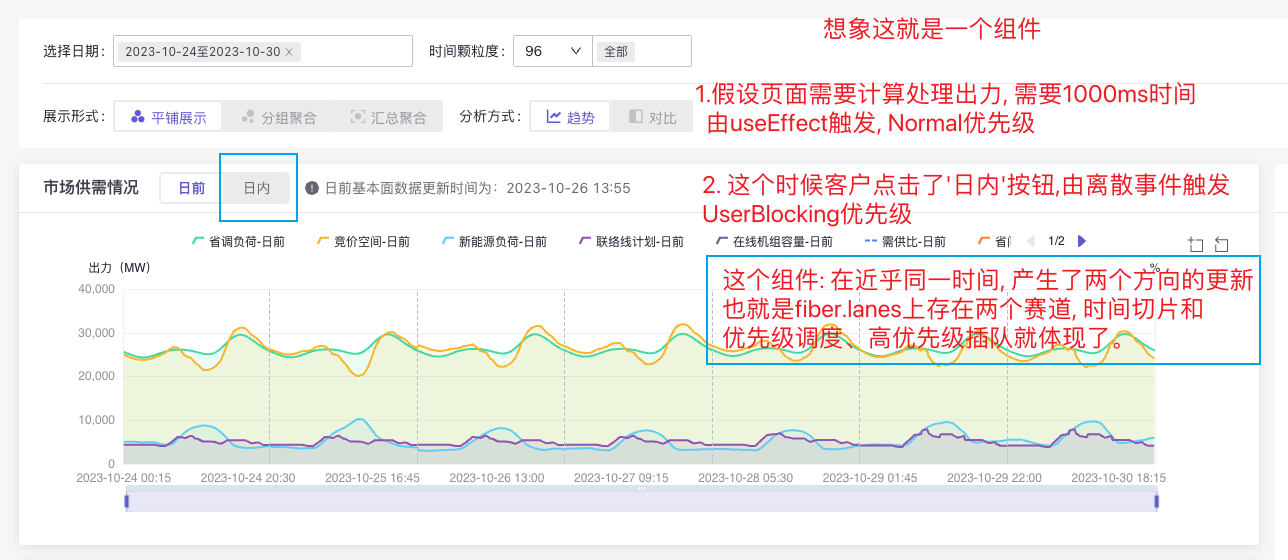 想象这就是一个组件
选择日期: 2023-10-24至2023-10-30 × 时间颗粒度: 96 全部
1.假设页面需要计算处理出力, 需要1000ms时间
由useEffect触发, Normal优先级
展示形式: 平铺展示 分组聚合 汇总聚合 分析方式: 趋势 对比
2. 这个时候客户点击了'日内'按钮,由离散事件触发
UserBlocking优先级
市场供需情况 日前 日内 日前基本面数据更新时间为: 2023-10-26 13:55
省调负荷-日前 竞价空间-日前 新能源负荷-日前 联络线计划-日前 在线机组容量-日前 供需比-日前 1/2
出力 (MW) %
这个组件: 在近乎同一时间, 产生了两个方向的更新
也就是fiber.lanes上存在两个赛道, 时间切片和
优先级调度、高优先级插队就体现了。
40,000
30,000
20,000
10,000
0
2023-10-24 00:15 2023-10-24 20:30 2023-10-25 16:45 2023-10-26 13:00 2023-10-27 09:15 2023-10-28 05:30 2023-10-29 01:45 2023-10-29 22:00 2023-10-30 18:15